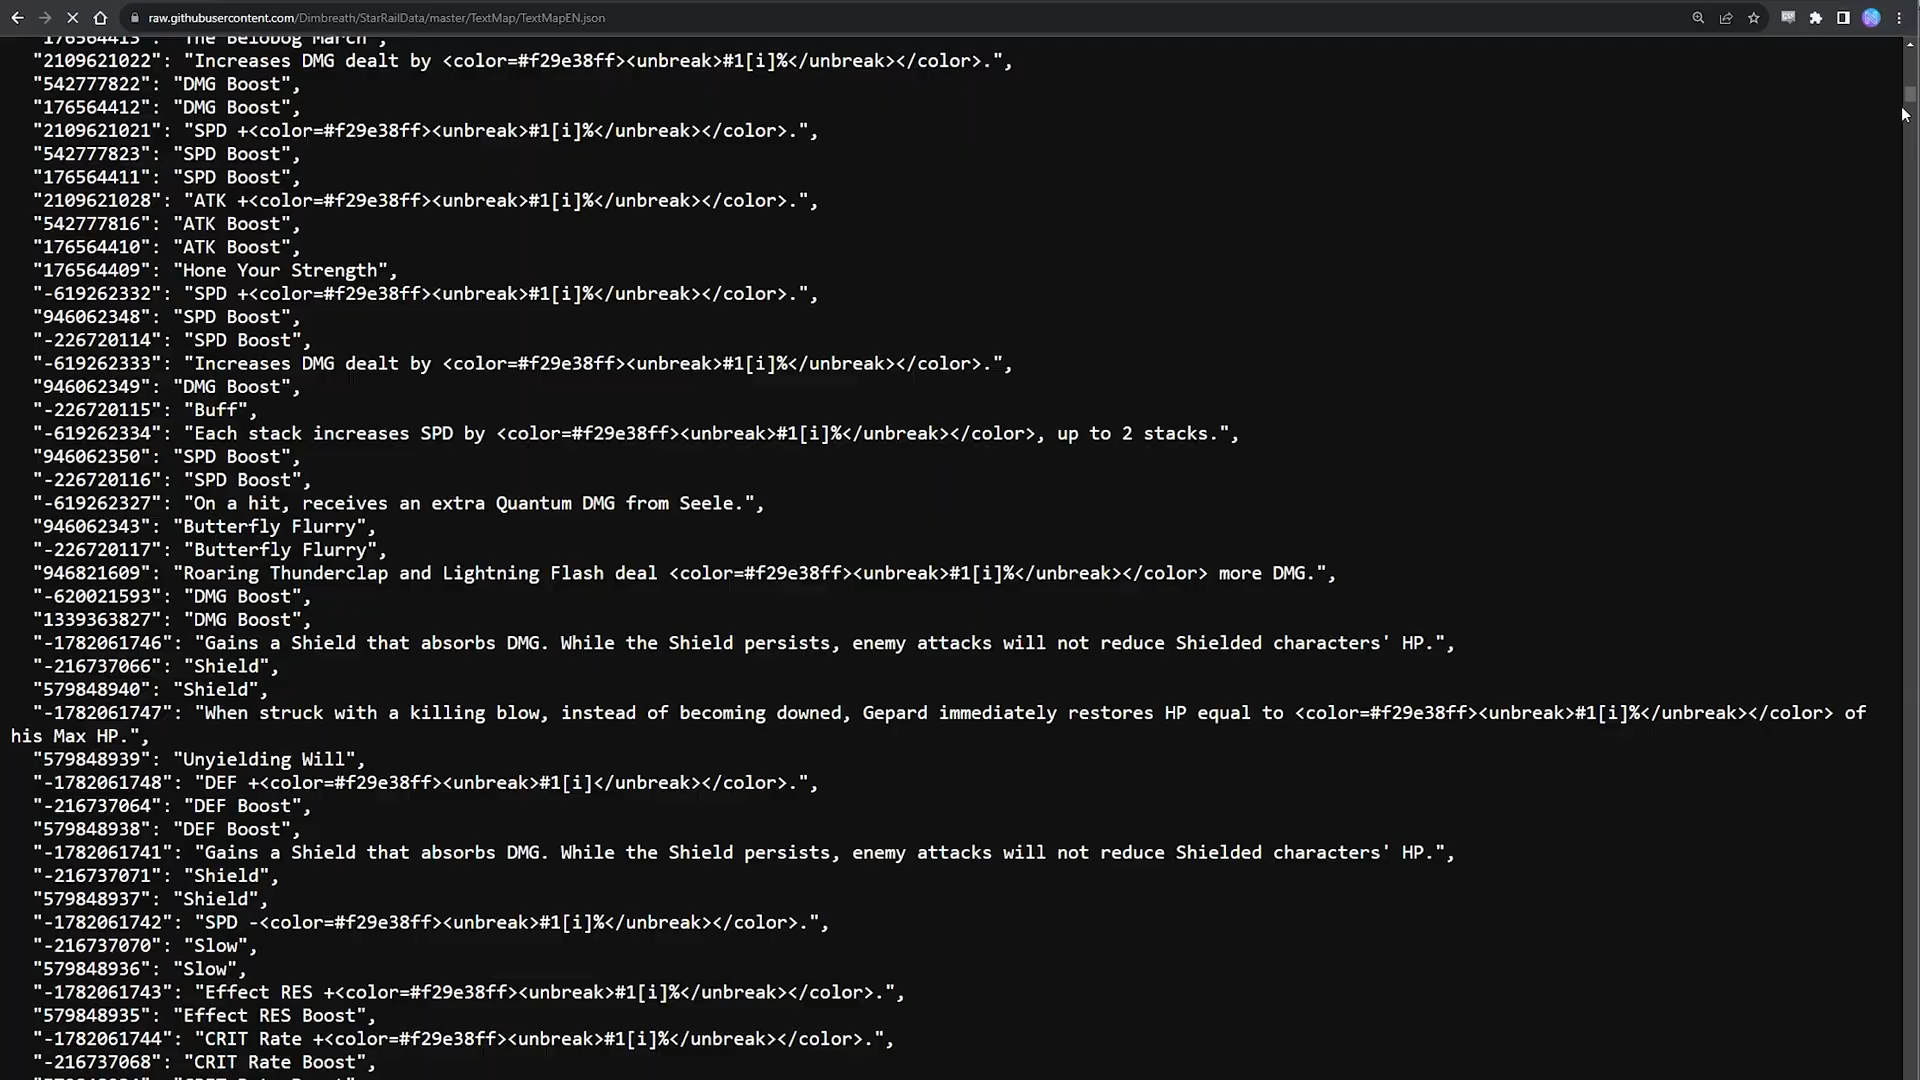 raw.githubusercontent.com/Dimbreath/StarRailData/master/TextMap/TextMapEN.json
"176564413": "The Belobog March",
"2109621022": "Increases DMG dealt by <color=#f29e38ff><unbreak>#1[i]%</unbreak></color>.",
"542777822": "DMG Boost",
"176564412": "DMG Boost",
"2109621021": "SPD +<color=#f29e38ff><unbreak>#1[i]%</unbreak></color>.",
"542777823": "SPD Boost",
"176564411": "SPD Boost",
"2109621028": "ATK +<color=#f29e38ff><unbreak>#1[i]%</unbreak></color>.",
"542777816": "ATK Boost",
"176564410": "ATK Boost",
"176564409": "Hone Your Strength",
"-619262332": "SPD +<color=#f29e38ff><unbreak>#1[i]%</unbreak></color>.",
"946062348": "SPD Boost",
"-226720114": "SPD Boost",
"-619262333": "Increases DMG dealt by <color=#f29e38ff><unbreak>#1[i]%</unbreak></color>.",
"946062349": "DMG Boost",
"-226720115": "Buff",
"-619262334": "Each stack increases SPD by <color=#f29e38ff><unbreak>#1[i]%</unbreak></color>, up to 2 stacks.",
"946062350": "SPD Boost",
"-226720116": "SPD Boost",
"-619262327": "On a hit, receives an extra Quantum DMG from Seele.",
"946062343": "Butterfly Flurry",
"-226720117": "Butterfly Flurry",
"946821609": "Roaring Thunderclap and Lightning Flash deal <color=#f29e38ff><unbreak>#1[i]%</unbreak></color> more DMG.",
"-620021593": "DMG Boost",
"1339363827": "DMG Boost",
"-1782061746": "Gains a Shield that absorbs DMG. While the Shield persists, enemy attacks will not reduce Shielded characters' HP.",
"-216737066": "Shield",
"579848940": "Shield",
"-1782061747": "When struck with a killing blow, instead of becoming downed, Gepard immediately restores HP equal to <color=#f29e38ff><unbreak>#1[i]%</unbreak></color> of
his Max HP.",
"579848939": "Unyielding Will",
"-1782061748": "DEF +<color=#f29e38ff><unbreak>#1[i]</unbreak></color>.",
"-216737064": "DEF Boost",
"579848938": "DEF Boost",
"-1782061741": "Gains a Shield that absorbs DMG. While the Shield persists, enemy attacks will not reduce Shielded characters' HP.",
"-216737071": "Shield",
"579848937": "Shield",
"-1782061742": "SPD -<color=#f29e38ff><unbreak>#1[i]%</unbreak></color>.",
"-216737070": "Slow",
"579848936": "Slow",
"-1782061743": "Effect RES +<color=#f29e38ff><unbreak>#1[i]%</unbreak></color>.",
"579848935": "Effect RES Boost",
"-1782061744": "CRIT Rate +<color=#f29e38ff><unbreak>#1[i]%</unbreak></color>.",
"-216737068": "CRIT Rate Boost",